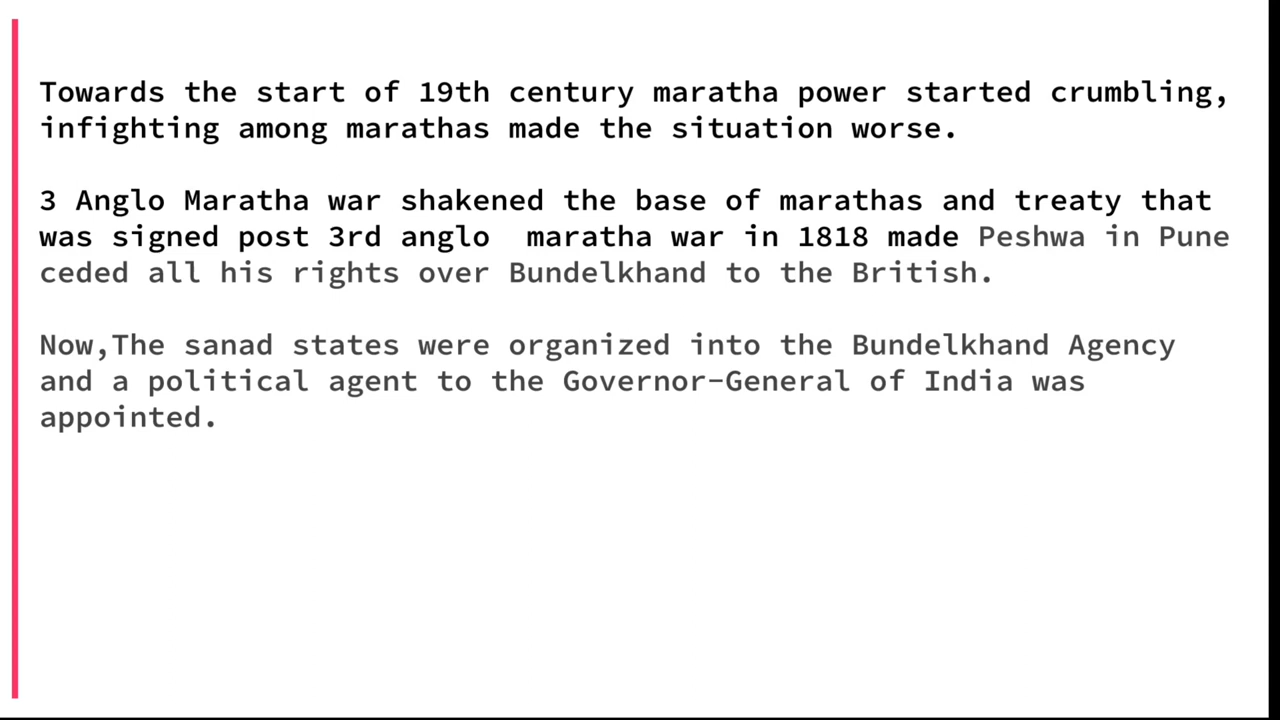 Towards the start of 19th century maratha power started crumbling,
infighting among marathas made the situation worse.
3 Anglo Maratha war shakened the base of marathas and treaty that
was signed post 3rd anglo  maratha war in 1818 made Peshwa in Pune
ceded all his rights over Bundelkhand to the British.
Now,The sanad states were organized into the Bundelkhand Agency
and a political agent to the Governor-General of India was
appointed.